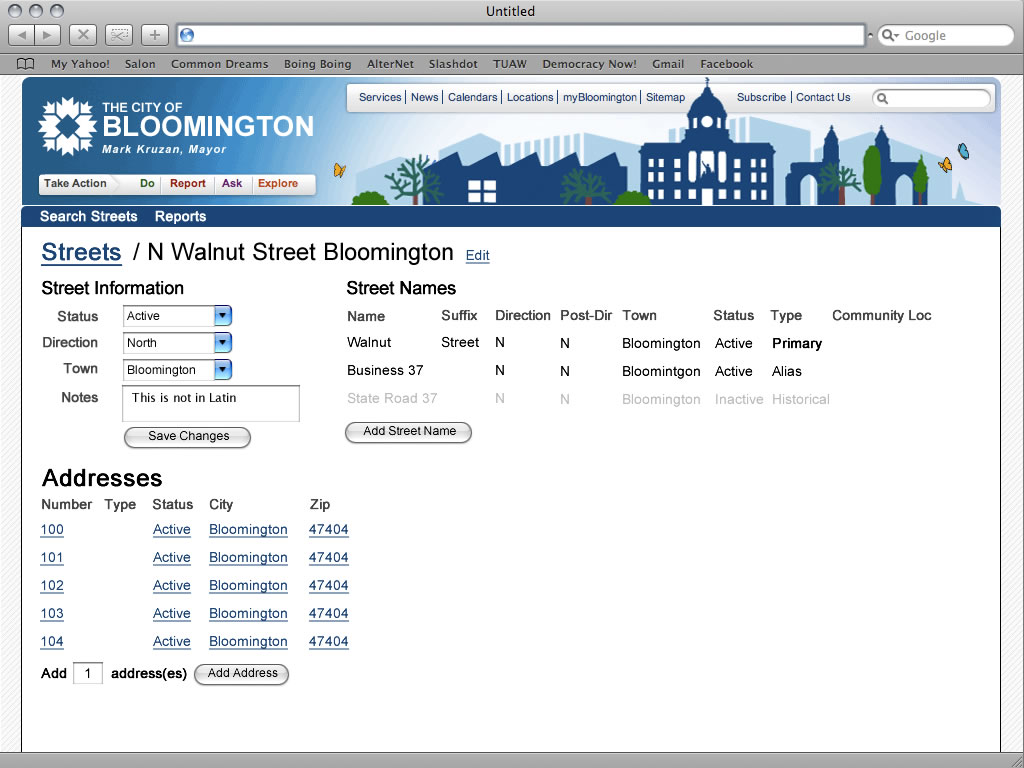 Untitled
Google
My Yahoo! Salon Common Dreams Boing Boing AlterNet Slashdot TUAW Democracy Now! Gmail Facebook
Services News Calendars Locations myBloomington Sitemap Subscribe Contact Us
THE CITY OF
BLOOMINGTON
Mark Kruzan, Mayor
Take Action Do Report Ask Explore
Search Streets Reports
Streets / N Walnut Street Bloomington Edit
Street Information
Status Active
Direction North
Town Bloomington
Notes This is not in Latin
Save Changes
Street Names
Name Suffix Direction Post-Dir Town Status Type Community Loc
Walnut Street N N Bloomington Active Primary
Business 37 N N Bloomintgon Active Alias
State Road 37 N N Bloomington Inactive Historical
Add Street Name
Addresses
Number Type Status City Zip
100 Active Bloomington 47404
101 Active Bloomington 47404
102 Active Bloomington 47404
103 Active Bloomington 47404
104 Active Bloomington 47404
Add 1 address(es) Add Address